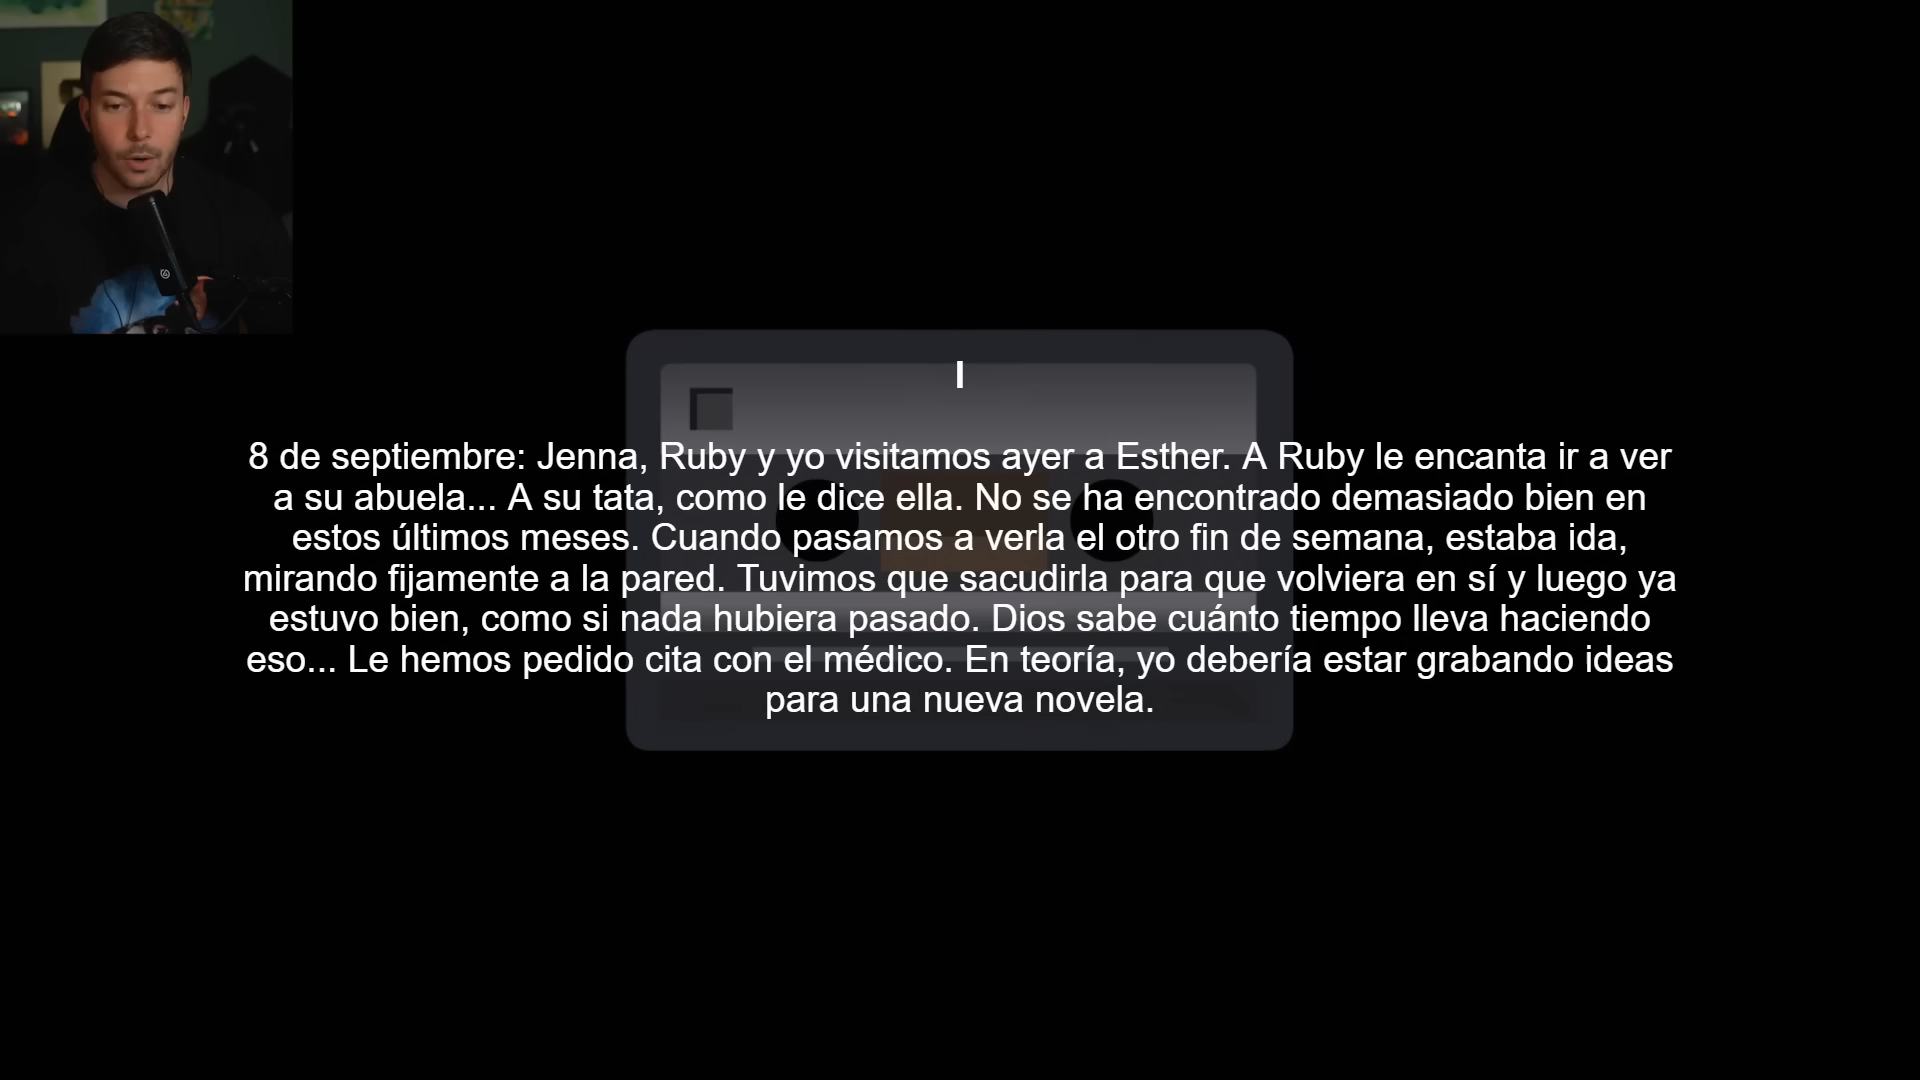 I
8 de septiembre: Jenna, Ruby y yo visitamos ayer a Esther. A Ruby le encanta ir a ver
a su abuela... A su tata, como le dice ella. No se ha encontrado demasiado bien en
estos últimos meses. Cuando pasamos a verla el otro fin de semana, estaba ida,
mirando fijamente a la pared. Tuvimos que sacudirla para que volviera en sí y luego ya
estuvo bien, como si nada hubiera pasado. Dios sabe cuánto tiempo lleva haciendo
eso... Le hemos pedido cita con el médico. En teoría, yo debería estar grabando ideas
para una nueva novela.